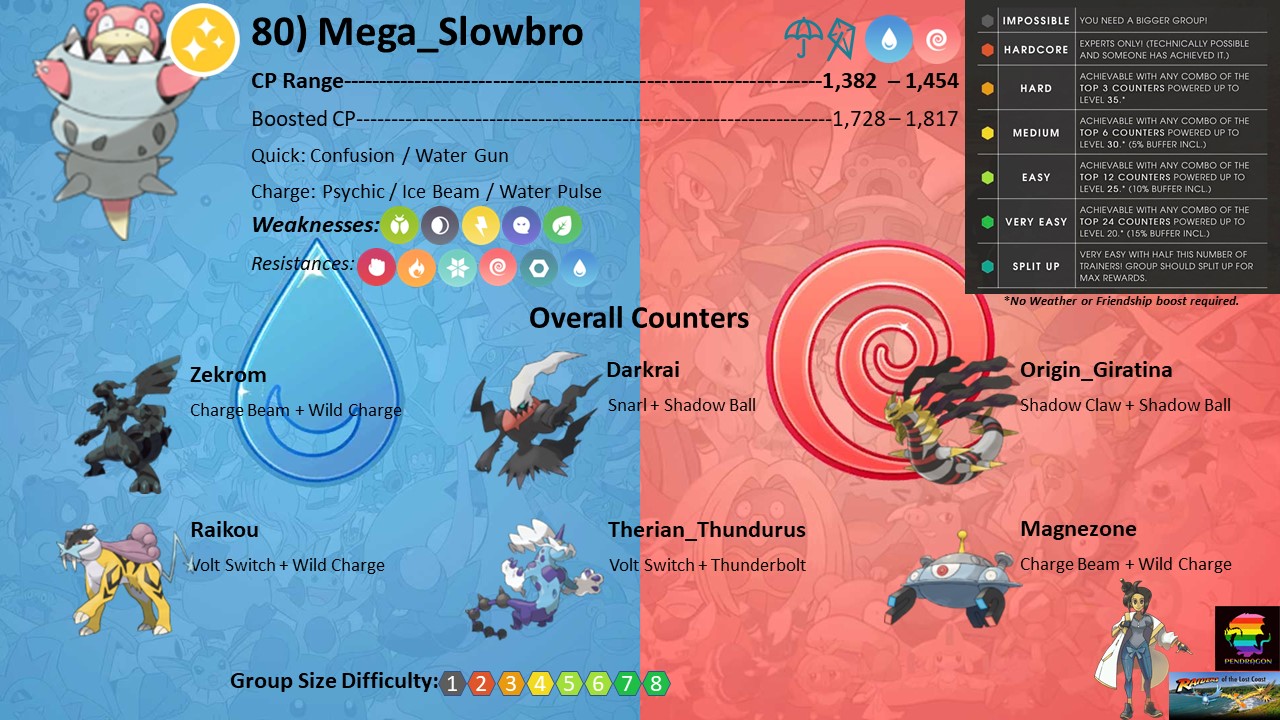 80) Mega_Slowbro
CP Range------------------------------------------------------------------1,382 – 1,454
Boosted CP------------------------------------------------------------------1,728 – 1,817
Quick: Confusion / Water Gun
Charge: Psychic / Ice Beam / Water Pulse
Weaknesses:
Resistances:
IMPOSSIBLE YOU NEED A BIGGER GROUP!
HARDCORE EXPERTS ONLY! (TECHNICALLY POSSIBLE
AND SOMEONE HAS ACHIEVED IT.)
HARD ACHIEVABLE WITH ANY COMBO OF THE
TOP 3 COUNTERS POWERED UP TO
LEVEL 35.*
MEDIUM ACHIEVABLE WITH ANY COMBO OF THE
TOP 6 COUNTERS POWERED UP TO
LEVEL 30.* (5% BUFFER INCL.)
EASY ACHIEVABLE WITH ANY COMBO OF THE
TOP 12 COUNTERS POWERED UP TO
LEVEL 25.* (10% BUFFER INCL.)
VERY EASY ACHIEVABLE WITH ANY COMBO OF THE
TOP 24 COUNTERS POWERED UP TO
LEVEL 20.* (15% BUFFER INCL.)
SPLIT UP VERY EASY WITH HALF THIS NUMBER OF
TRAINERS! GROUP SHOULD SPLIT UP FOR
MAX REWARDS.
*No Weather or Friendship boost required.
Overall Counters
Zekrom
Charge Beam + Wild Charge
Darkrai
Snarl + Shadow Ball
Origin_Giratina
Shadow Claw + Shadow Ball
Raikou
Volt Switch + Wild Charge
Therian_Thundurus
Volt Switch + Thunderbolt
Magnezone
Charge Beam + Wild Charge
Group Size Difficulty: 1 2 3 4 5 6 7 8
PENDRAGON
RAIDERS of the Lost Coast